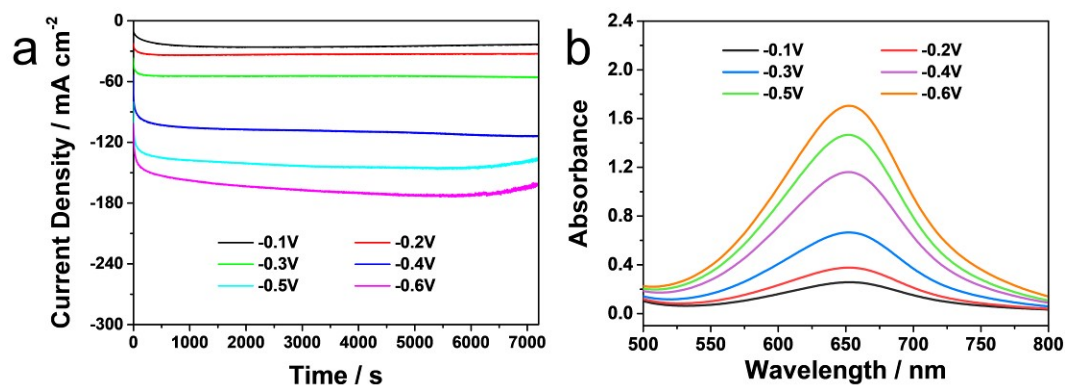 a
Current Density / mA cm-2
0
-60
-120
-180
-240
-300
-0.1V -0.2V
-0.3V -0.4V
-0.5V -0.6V
0 1000 2000 3000 4000 5000 6000 7000
Time / s
b
Absorbance
2.4
2.0
1.6
1.2
0.8
0.4
0.0
-0.1V -0.2V
-0.3V -0.4V
-0.5V -0.6V
500 550 600 650 700 750 800
Wavelength / nm